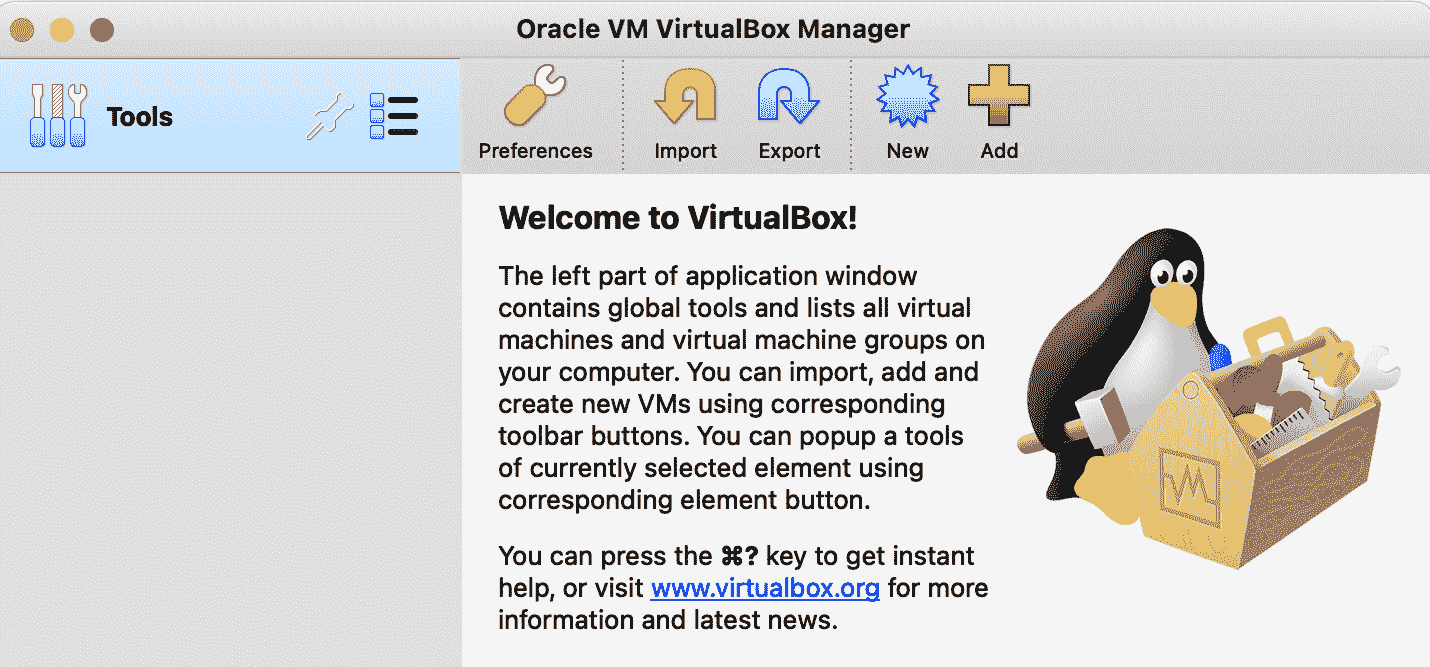 Oracle VM VirtualBox Manager
Tools
Preferences
Import
Export
New
Add
Welcome to VirtualBox!
The left part of application window
contains global tools and lists all virtual
machines and virtual machine groups on
your computer. You can import, add and
create new VMs using corresponding
toolbar buttons. You can popup a tools
of currently selected element using
corresponding element button.
You can press the ⌘? key to get instant
help, or visit www.virtualbox.org for more
information and latest news.